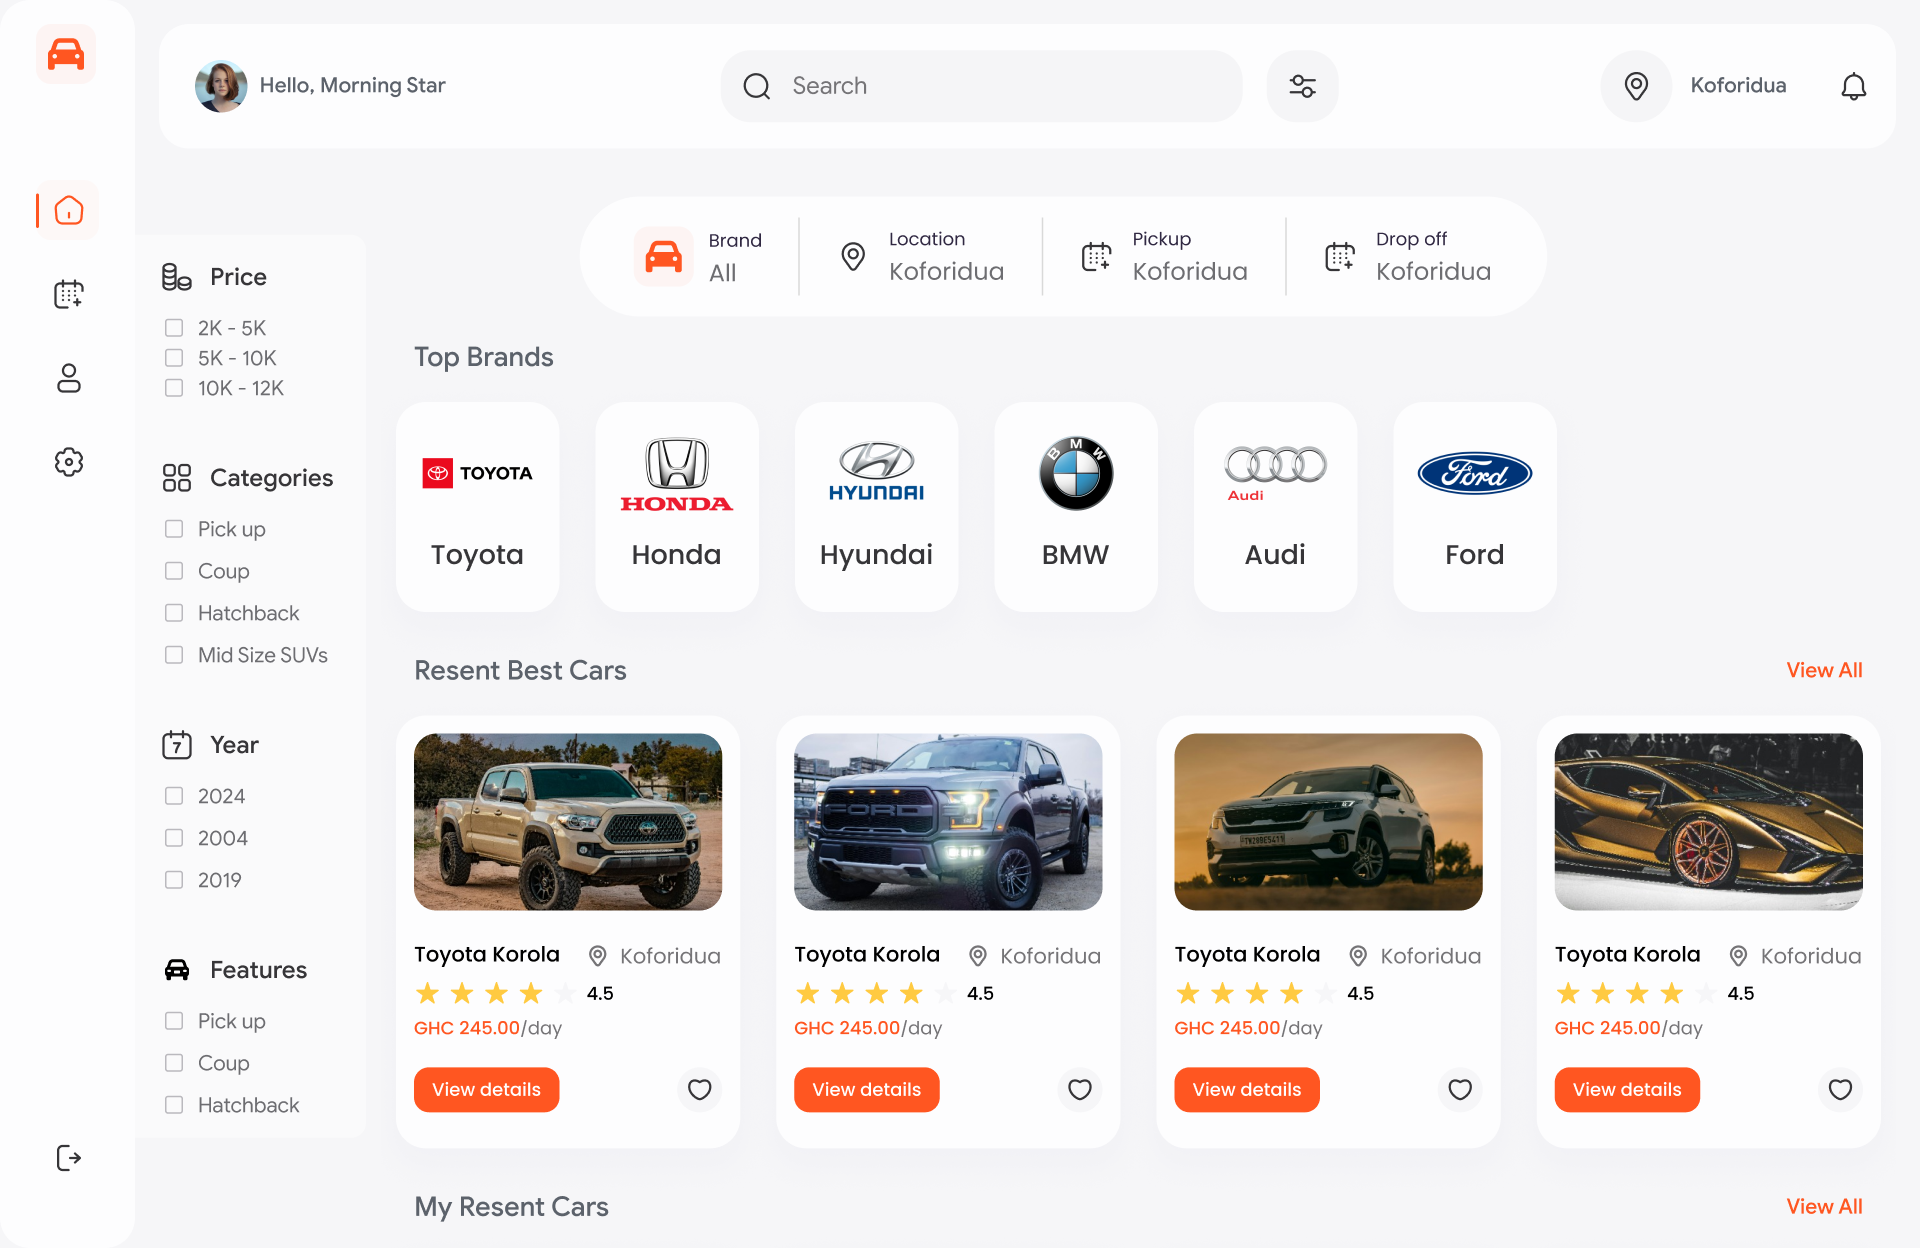 Hello, Morning Star
Search
Koforidua
Brand
All
Location
Koforidua
Pickup
Koforidua
Drop off
Koforidua
Price
2K - 5K
5K - 10K
10K - 12K
Categories
Pick up
Coup
Hatchback
Mid Size SUVs
7 Year
2024
2004
2019
Features
Pick up
Coup
Hatchback
Top Brands
TOYOTA
Toyota
HONDA
Honda
HYUNDAI
Hyundai
BMW
BMW
Audi
Audi
Ford
Ford
Resent Best Cars
View All
Toyota Korola
Koforidua
4.5
GHC 245.00/day
View details
FORD
Toyota Korola
Koforidua
4.5
GHC 245.00/day
View details
Toyota Korola
Koforidua
4.5
GHC 245.00/day
View details
Toyota Korola
Koforidua
4.5
GHC 245.00/day
View details
My Resent Cars
View All